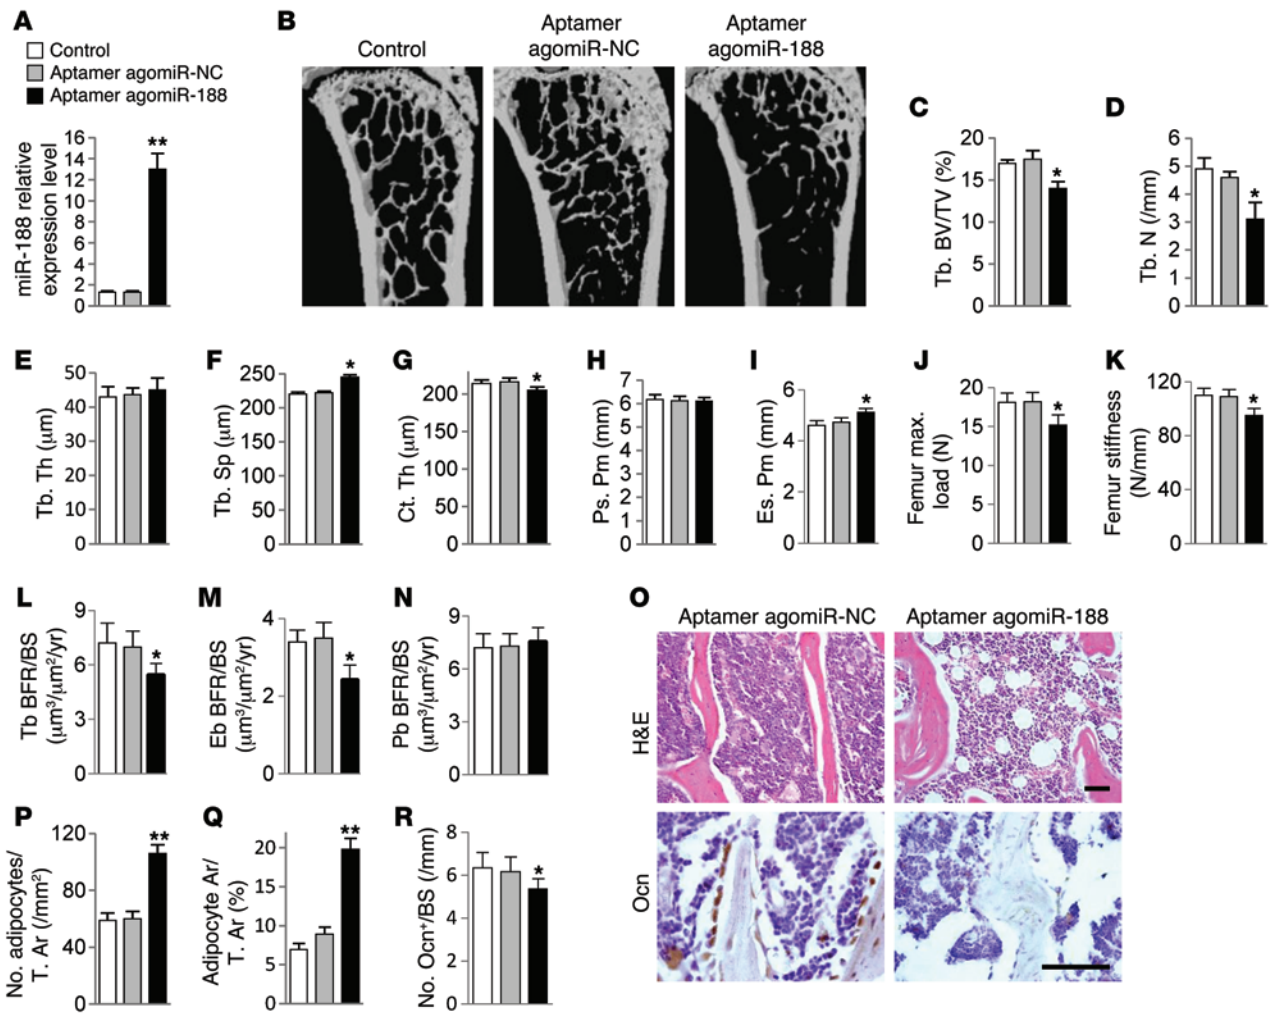 A
Control
Aptamer agomiR-NC
Aptamer agomiR-188
miR-188 relative
expression level
16
14
12
10
8
6
4
2
0
**
B
Control
Aptamer
agomiR-NC
Aptamer
agomiR-188
C
Tb. BV/TV (%)
20
15
10
5
0
*
D
Tb. N (/mm)
6
5
4
3
2
1
0
*
E
Tb. Th (μm)
50
40
30
20
10
0
F
Tb. Sp (μm)
250
200
150
100
50
0
*
G
Ct. Th (μm)
200
150
100
50
0
*
H
Ps. Pm (mm)
7
6
5
4
3
2
1
0
I
Es. Pm (mm)
6
4
2
0
*
J
Femur max.
load (N)
20
15
10
5
0
*
K
Femur stiffness
(N/mm)
120
80
40
0
*
L
Tb BFR/BS
(μm³/μm²/yr)
9
6
3
0
*
M
Eb BFR/BS
(μm³/μm²/yr)
4
2
0
*
N
Pb BFR/BS
(μm³/μm²/yr)
9
6
3
0
O
Aptamer agomiR-NC
Aptamer agomiR-188
H&E
Ocn
P
No. adipocytes/
T. Ar (/mm²)
120
80
40
0
**
Q
Adipocyte Ar/
T. Ar (%)
20
15
10
5
0
**
R
No. Ocn⁺/BS (/mm)
8
6
4
2
0
*